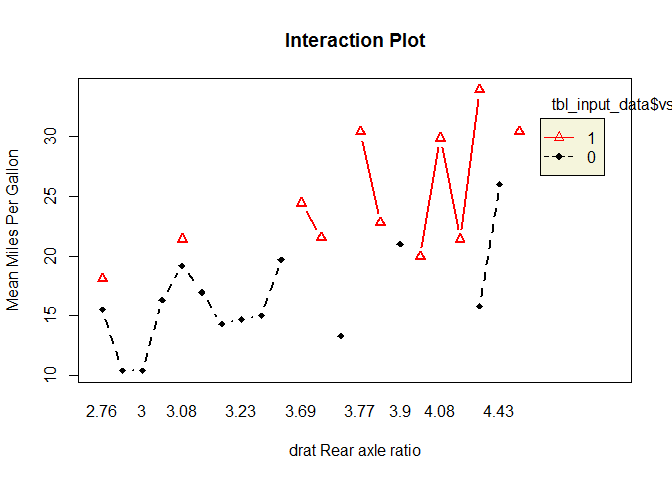 Interaction Plot
Mean Miles Per Gallon
30
25
20
15
10
tbl_input_data$vs
1
0
2.76 3 3.08 3.23 3.69 3.77 3.9 4.08 4.43
drat Rear axle ratio